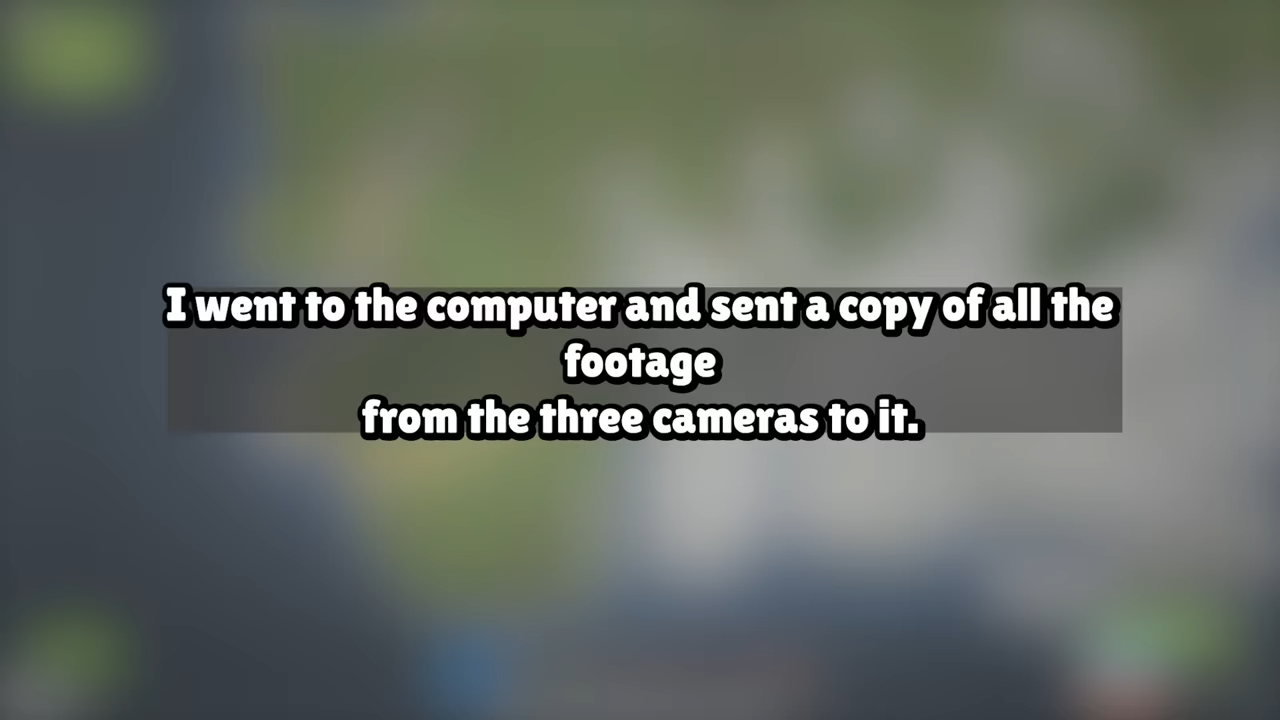 I went to the computer and sent a copy of all the
footage
from the three cameras to it.